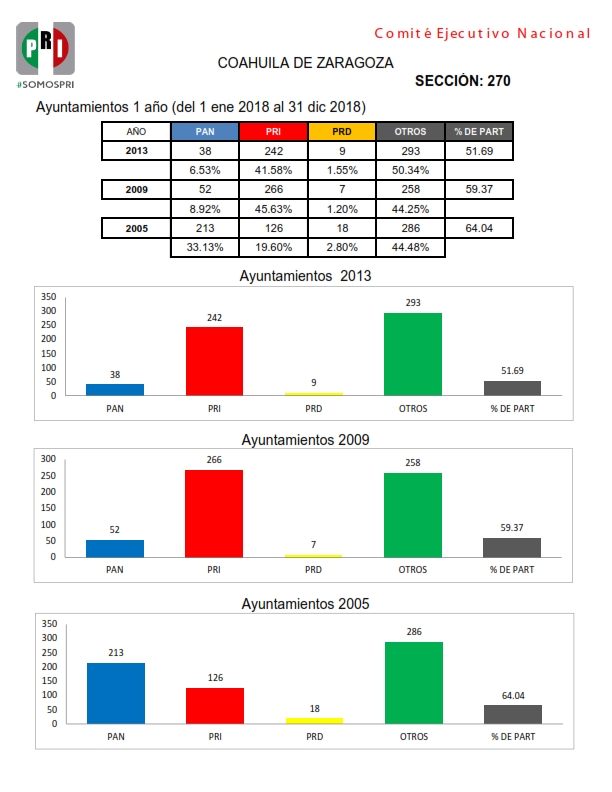 Comité Ejecutivo Nacional
PRI
#SOMOSPRI
COAHUILA DE ZARAGOZA
SECCIÓN: 270
Ayuntamientos 1 año (del 1 ene 2018 al 31 dic 2018)
AÑO PAN PRI PRD OTROS % DE PART
2013 38 242 9 293 51.69
6.53% 41.58% 1.55% 50.34%
2009 52 266 7 258 59.37
8.92% 45.63% 1.20% 44.25%
2005 213 126 18 286 64.04
33.13% 19.60% 2.80% 44.48%
Ayuntamientos 2013
350
300
250
200
150
100
50
0
38 242 9 293 51.69
PAN PRI PRD OTROS % DE PART
Ayuntamientos 2009
300
250
200
150
100
50
0
52 266 7 258 59.37
PAN PRI PRD OTROS % DE PART
Ayuntamientos 2005
350
300
250
200
150
100
50
0
213 126 18 286 64.04
PAN PRI PRD OTROS % DE PART